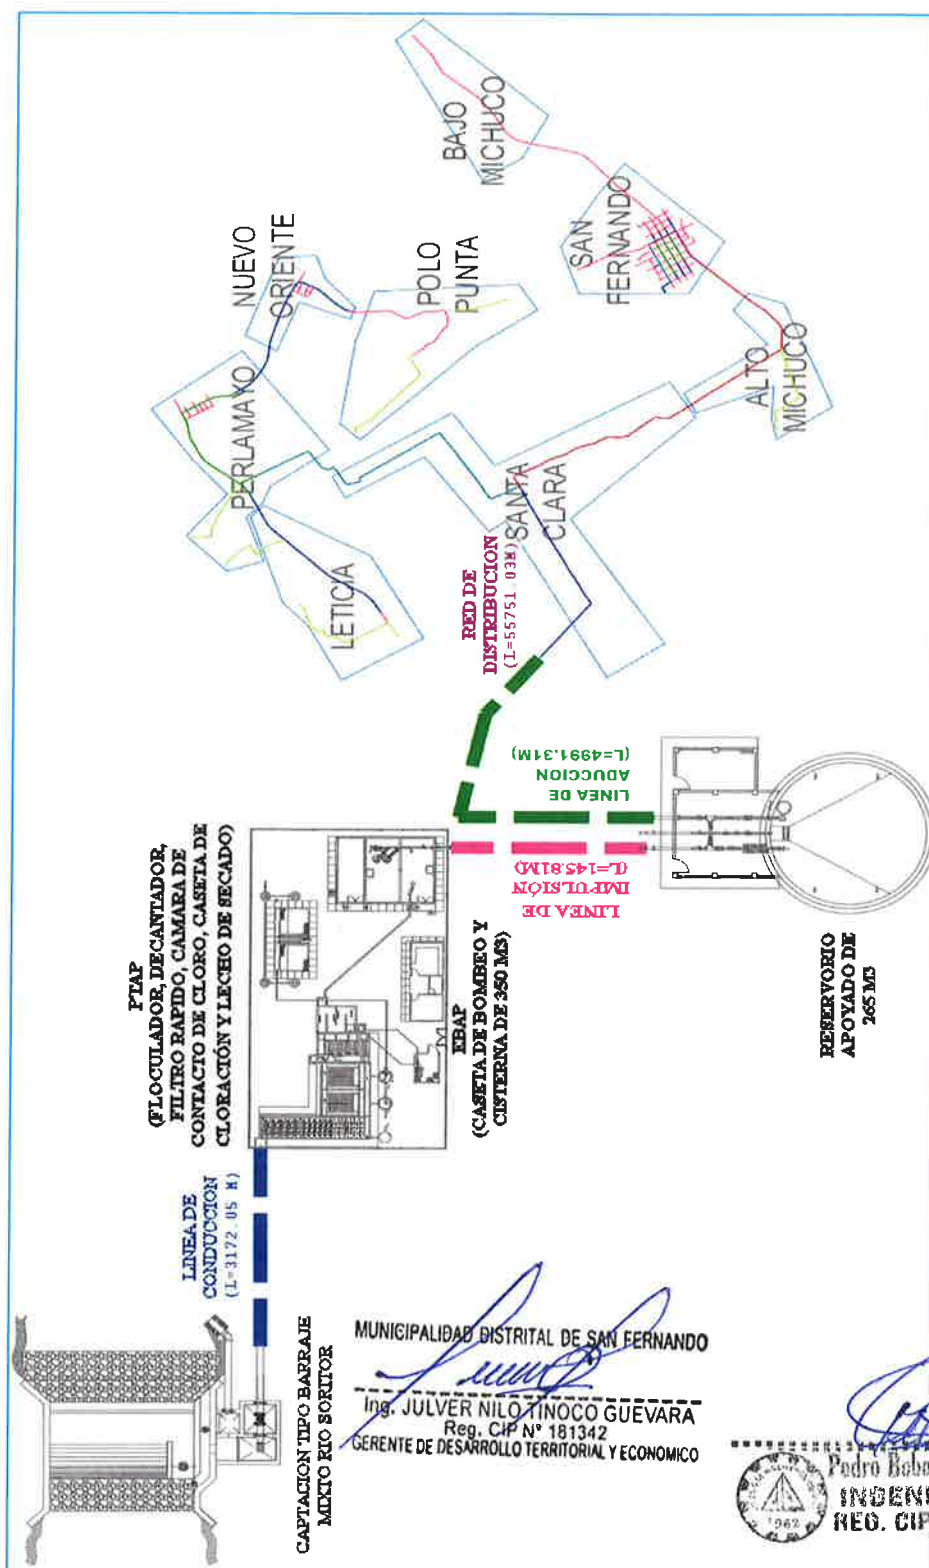 CAPTACION TIPO BARRAJE
MIXTO RIO SORITOR
LINEA DE
CONDUCCION
(L=3172.05 M)
PTAP
(FLOCULADOR, DECANTADOR,
FILTRO RAPIDO, CAMARA DE
CONTACTO DE CLORO, CASETA DE
CLORACIÓN Y LECHO DE SECADO)
EBAP
(CASETA DE BOMBEO Y
CISTERNA DE 350 M3)
LINEA DE
IMPULSIÓN
(L=145.81M)
LINEA DE
ADUCCION
(L=4991.31M)
RESERVORIO
APOYADO DE
265 M3
RED DE
DISTRIBUCION
(L=55751.03M)
LETICIA
PERLAMAYO
NUEVO
ORIENTE
POLO
PUNTA
SANTA
CLARA
ALTO
MICHUCO
SAN
FERNANDO
BAJO
MICHUCO
MUNICIPALIDAD DISTRITAL DE SAN FERNANDO
Ing. JULVER NILO TINOCO GUEVARA
Reg. CIP N° 181342
GERENTE DE DESARROLLO TERRITORIAL Y ECONOMICO
Pedro
INGENI
REG. CIP
1962